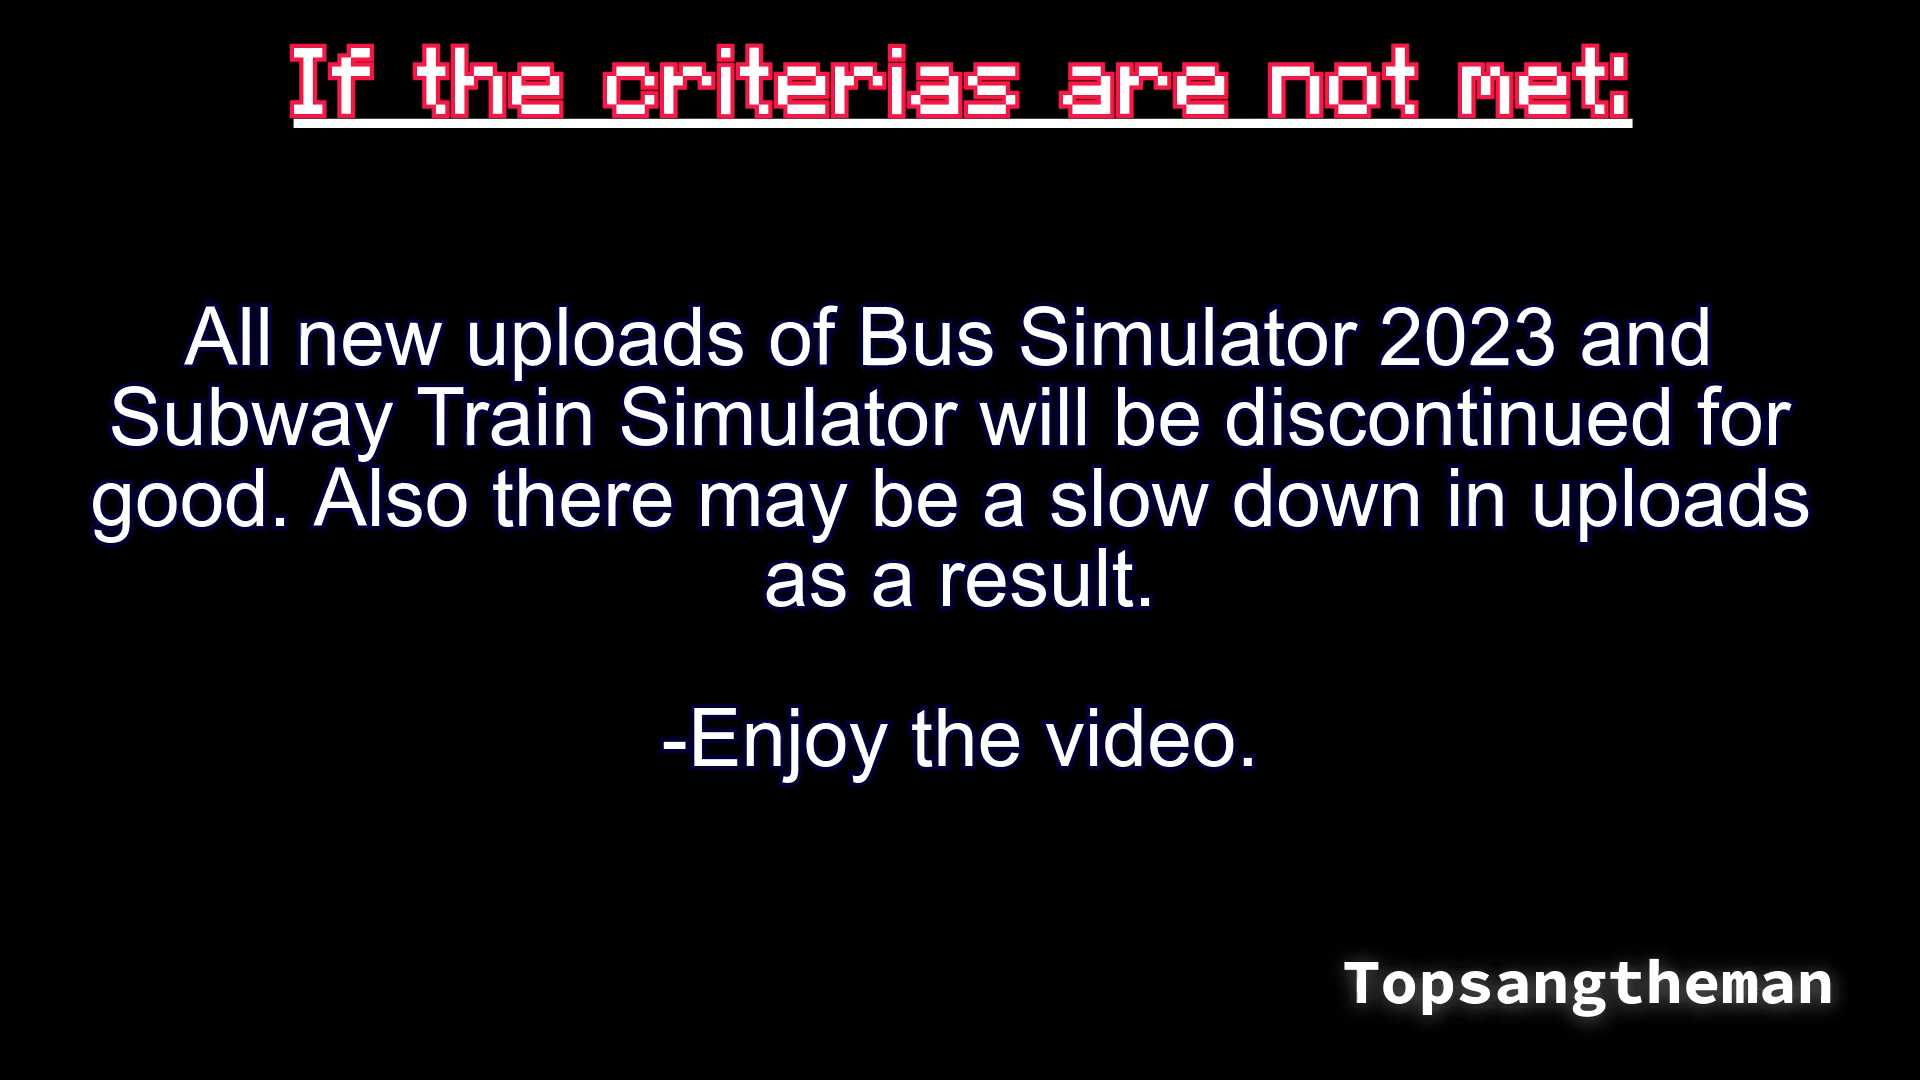 If the criterias are not met:
All new uploads of Bus Simulator 2023 and
Subway Train Simulator will be discontinued for
good. Also there may be a slow down in uploads
as a result.
-Enjoy the video.
Topsangtheman